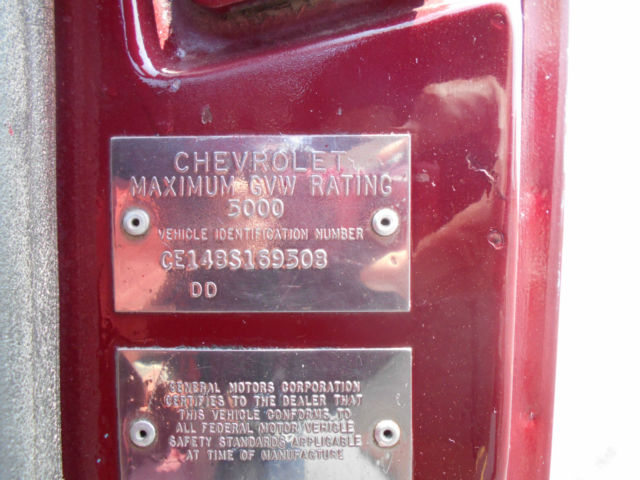 CHEVROLET
MAXIMUM GVW RATING
5000
VEHICLE IDENTIFICATION NUMBER
CE148S169308
DD
GENERAL MOTORS CORPORATION
CERTIFIES TO THE DEALER THAT
THIS VEHICLE CONFORMS TO
ALL FEDERAL MOTOR VEHICLE
SAFETY STANDARDS APPLICABLE
AT TIME OF MANUFACTURE